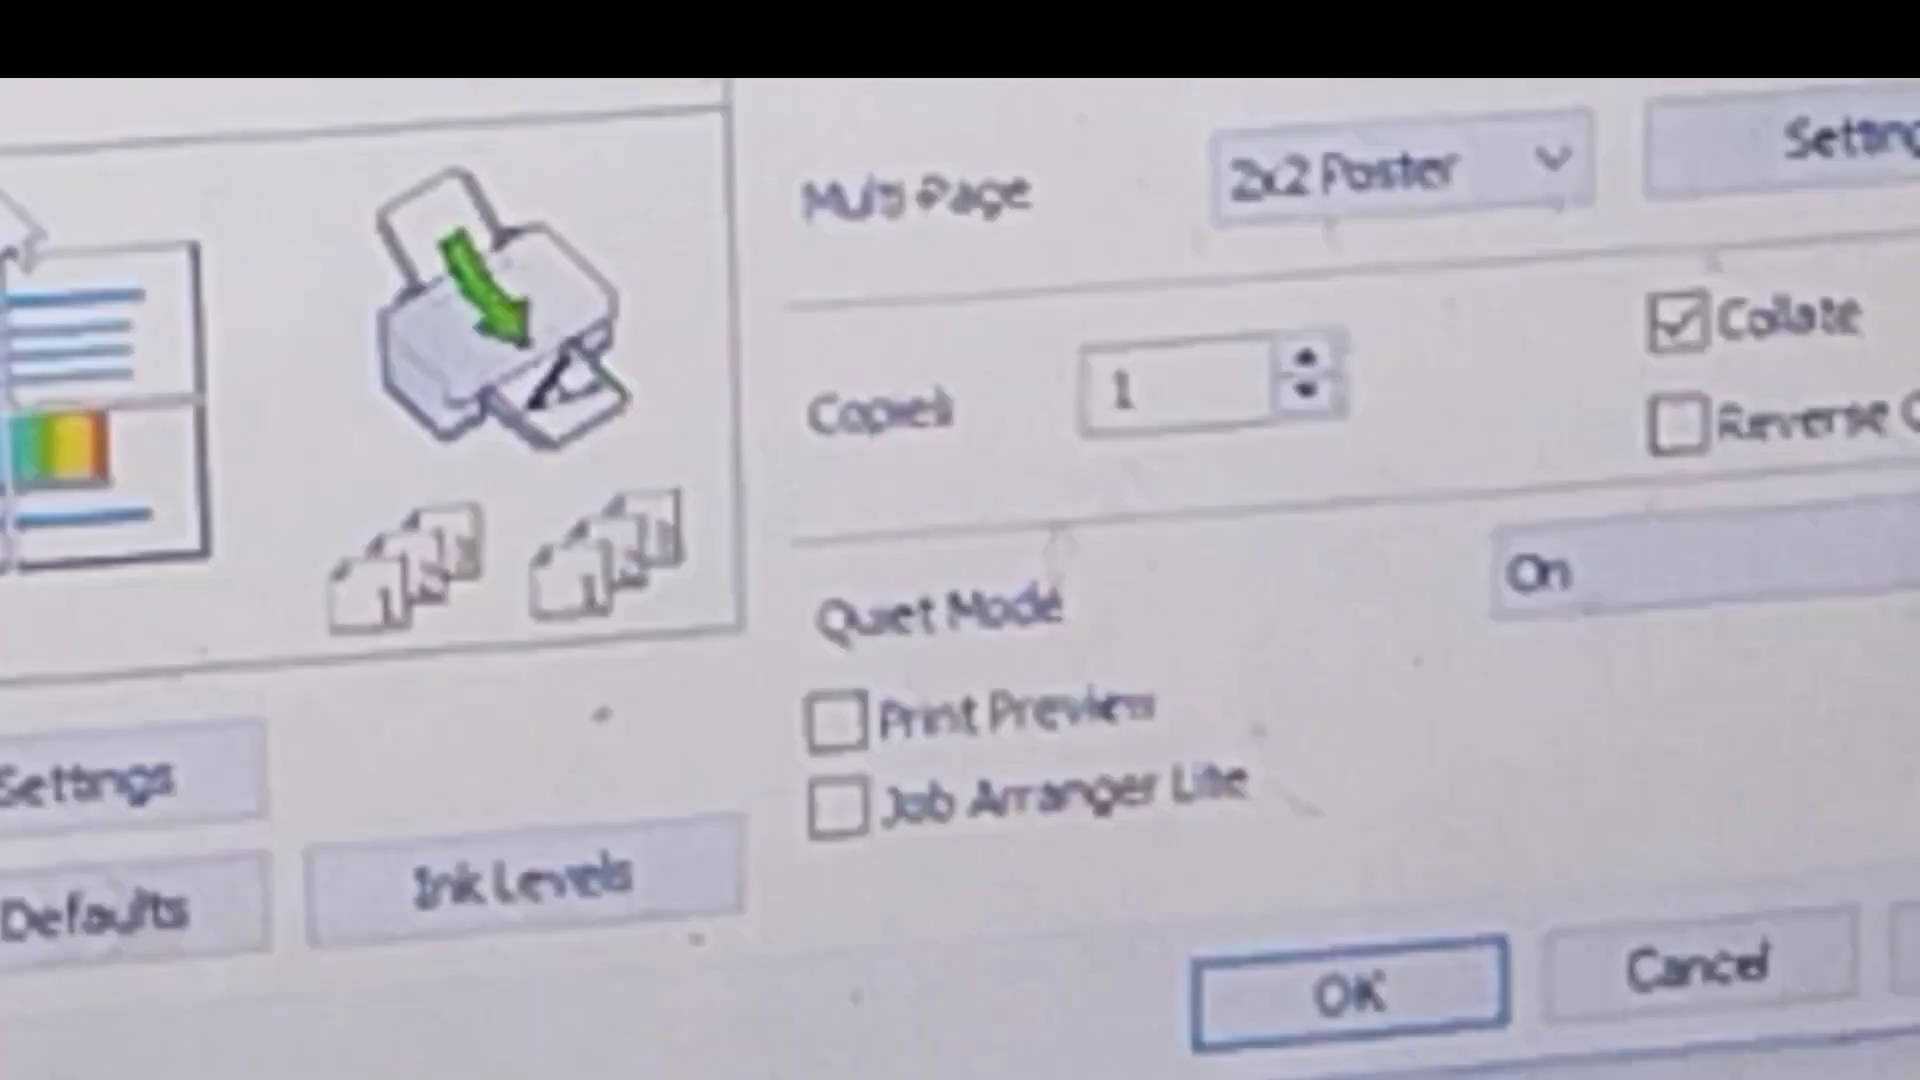 Multi-Page
2x2 Poster
Setting
Copies
1
Collate
Reverse
Quiet Mode
On
Print Preview
Job Arranger Lite
Settings
Defaults
Ink Levels
OK
Cancel